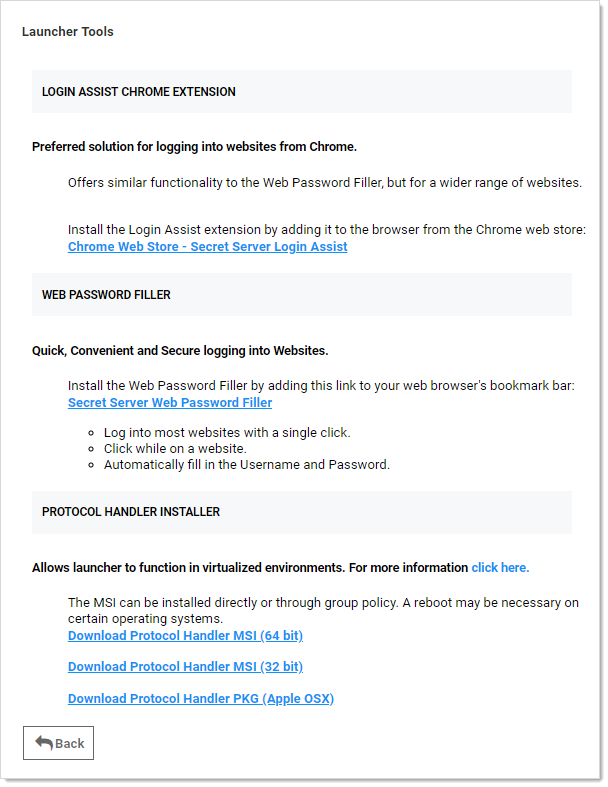 Launcher Tools
LOGIN ASSIST CHROME EXTENSION
Preferred solution for logging into websites from Chrome.
Offers similar functionality to the Web Password Filler, but for a wider range of websites.
Install the Login Assist extension by adding it to the browser from the Chrome web store:
Chrome Web Store - Secret Server Login Assist
WEB PASSWORD FILLER
Quick, Convenient and Secure logging into Websites.
Install the Web Password Filler by adding this link to your web browser's bookmark bar:
Secret Server Web Password Filler
Log into most websites with a single click.
Click while on a website.
Automatically fill in the Username and Password.
PROTOCOL HANDLER INSTALLER
Allows launcher to function in virtualized environments. For more information click here.
The MSI can be installed directly or through group policy. A reboot may be necessary on
certain operating systems.
Download Protocol Handler MSI (64 bit)
Download Protocol Handler MSI (32 bit)
Download Protocol Handler PKG (Apple OSX)
Back